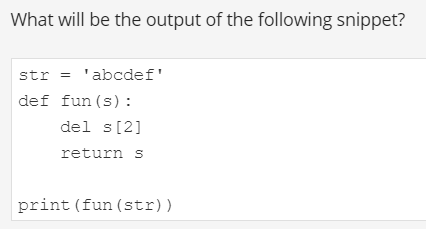 What will be the output of the following snippet?
str = 'abcdef'
def fun(s):
    del s[2]
    return s

print(fun(str))